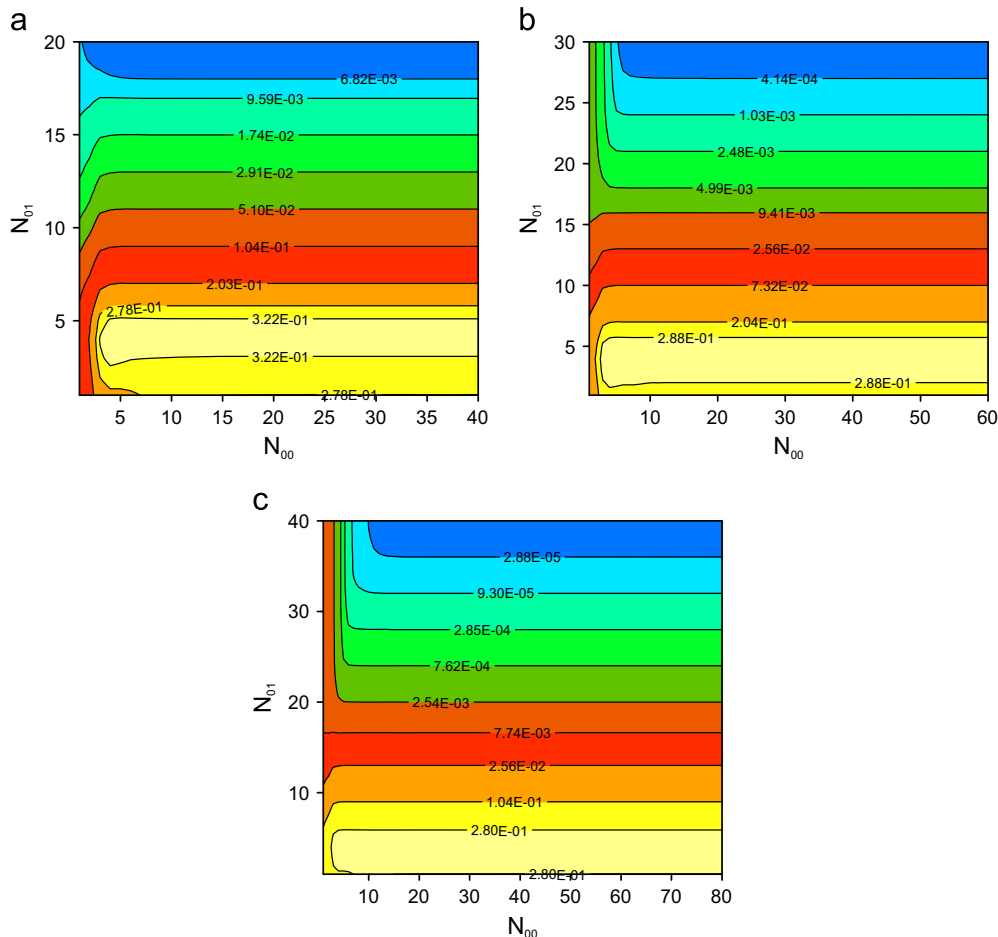 a
20
15
10
5
N01
6.82E-03
9.59E-03
1.74E-02
2.91E-02
5.10E-02
1.04E-01
2.03E-01
2.78E-01
3.22E-01
3.22E-01
2.78E-01
5 10 15 20 25 30 35 40
N00
b
30
25
20
15
10
5
N01
4.14E-04
1.03E-03
2.48E-03
4.99E-03
9.41E-03
2.56E-02
7.32E-02
2.04E-01
2.88E-01
2.88E-01
10 20 30 40 50 60
N00
c
40
30
20
10
N01
2.88E-05
9.30E-05
2.85E-04
7.62E-04
2.54E-03
7.74E-03
2.56E-02
1.04E-01
2.80E-01
2.80E-01
10 20 30 40 50 60 70 80
N00